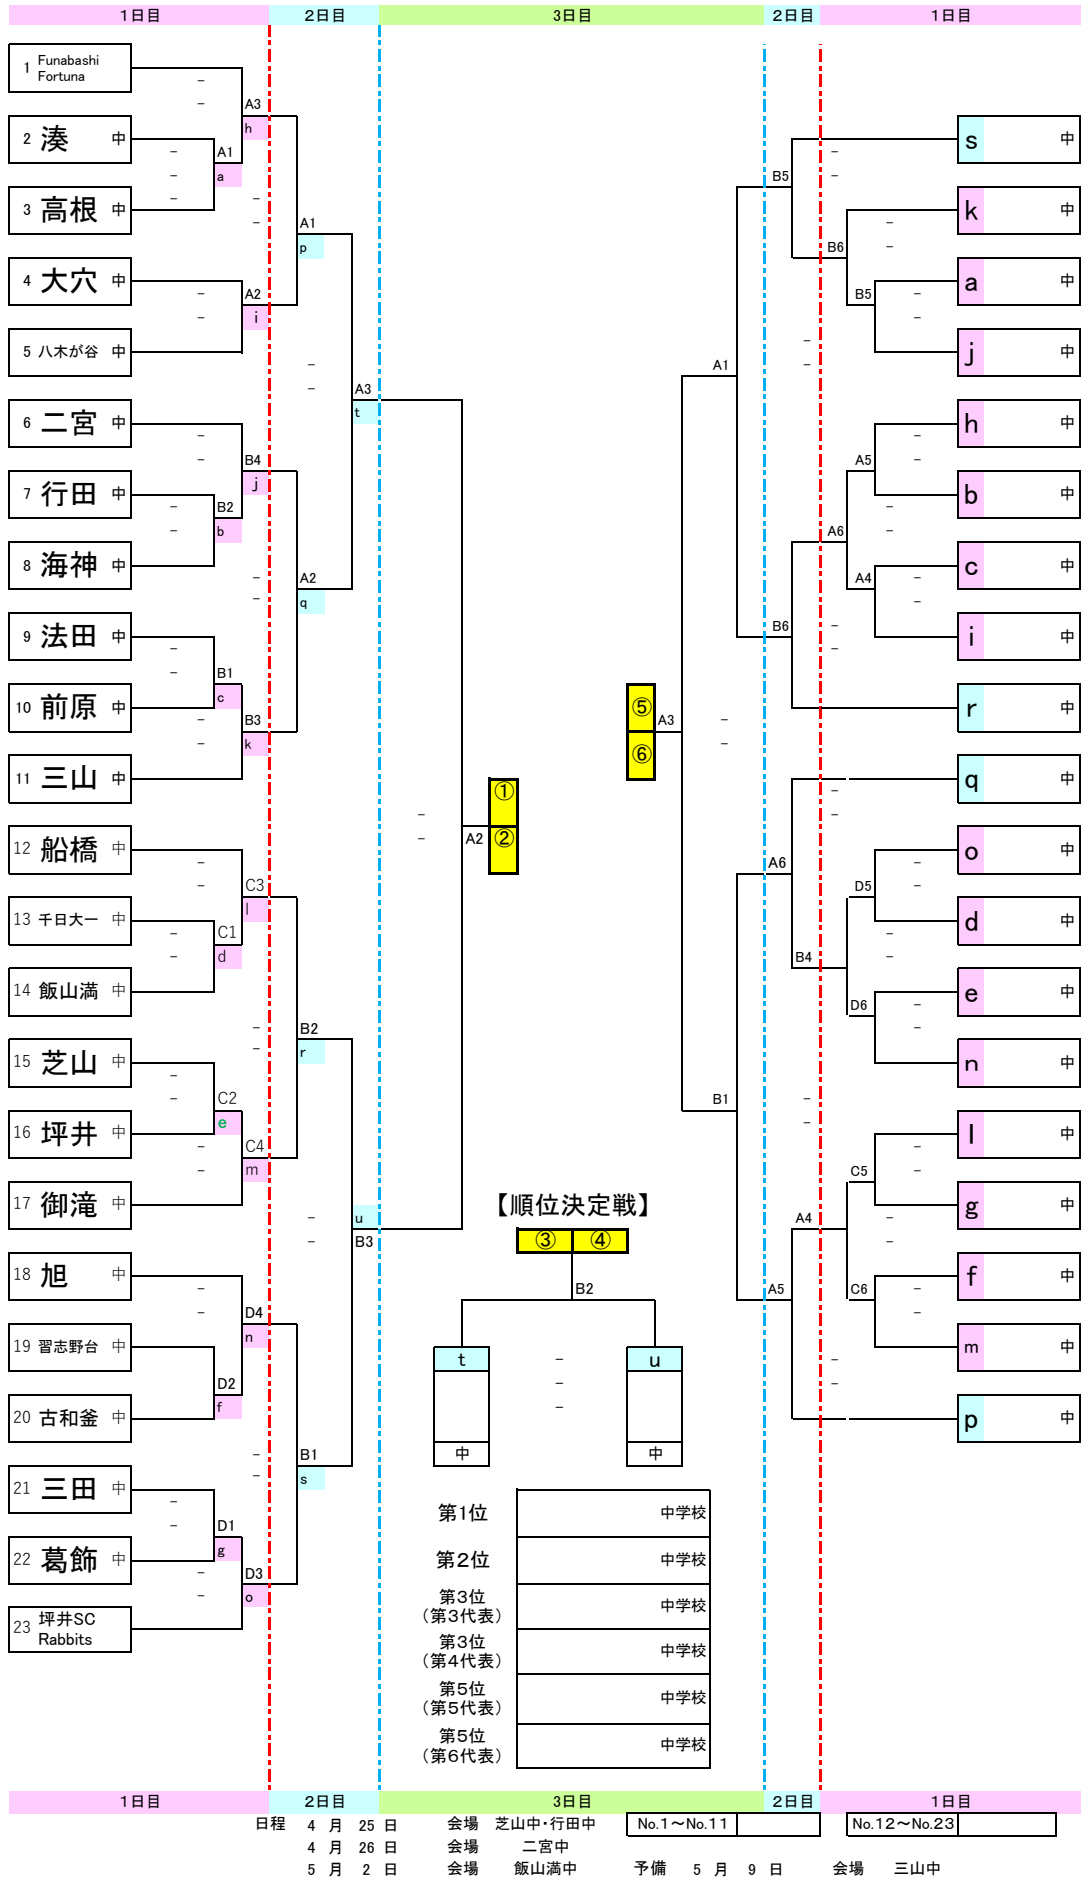 1日目 2日目 3日目 2日目 1日目
1 Funabashi Fortuna
2 湊 中
3 高根 中
4 大穴 中
5 八木が谷 中
6 二宮 中
7 行田 中
8 海神 中
9 法田 中
10 前原 中
11 三山 中
12 船橋 中
13 千日大一 中
14 飯山満 中
15 芝山 中
16 坪井 中
17 御滝 中
18 旭 中
19 習志野台 中
20 古和釜 中
21 三田 中
22 葛飾 中
23 坪井SC Rabbits
A3
h
A1
a
A2
i
B4
j
B2
b
B1
c
B3
k
C3
l
C1
d
C2
e
C4
m
D4
n
D2
f
D1
g
D3
o
A1
p
A2
q
B2
r
B1
s
A3
t
u
B3
A2
①
②
⑤
⑥
A3
A1
B1
B5
B6
A6
A5
B6
B5
A5
A6
A4
D5
B4
D6
C5
A4
C6
s 中
k 中
a 中
j 中
h 中
b 中
c 中
i 中
r 中
q 中
o 中
d 中
e 中
n 中
l 中
g 中
f 中
m 中
p 中
【順位決定戦】
③ ④
B2
t u
中 中
第1位 中学校
第2位 中学校
第3位
(第3代表) 中学校
第3位
(第4代表) 中学校
第5位
(第5代表) 中学校
第5位
(第6代表) 中学校
1日目 2日目 3日目 2日目 1日目
日程 4 月 25 日 会場 芝山中・行田中 No.1～No.11 No.12～No.23
4 月 26 日 会場 二宮中
5 月 2 日 会場 飯山満中 予備 5 月 9 日 会場 三山中